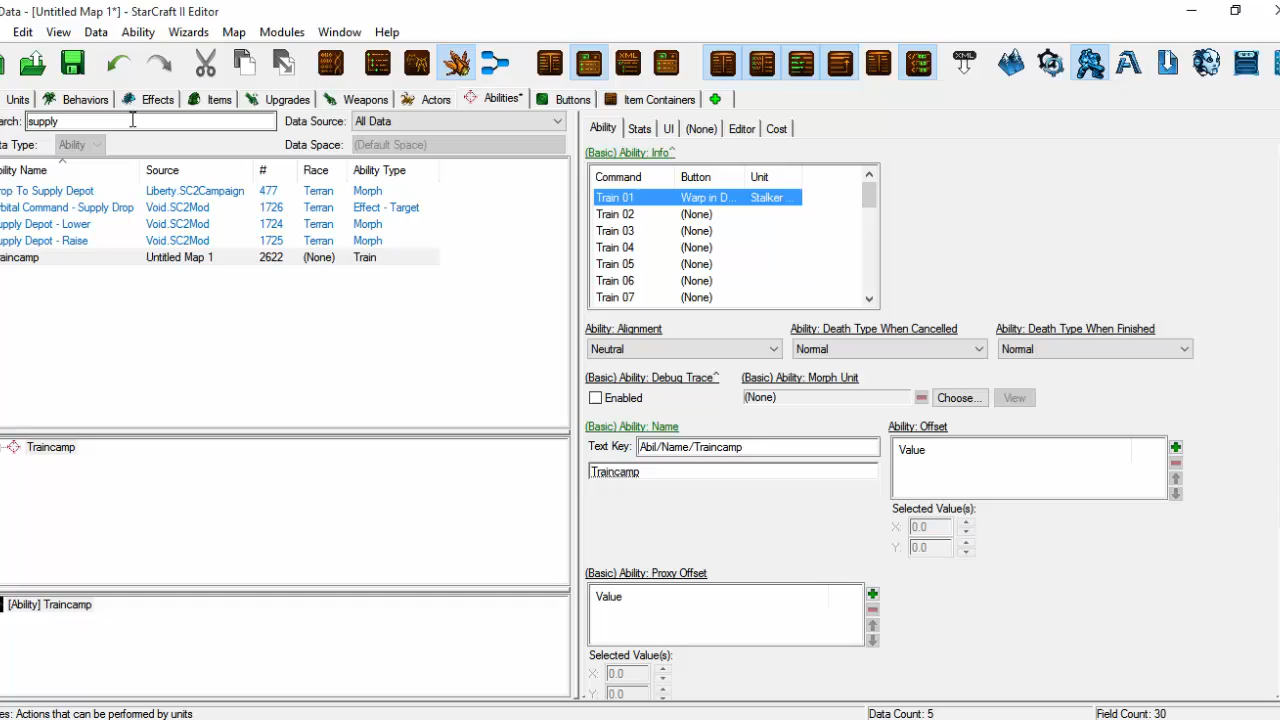 Data - [Untitled Map 1*] - StarCraft II Editor
Edit View Data Ability Wizards Map Modules Window Help
XML XML
Units Behaviors Effects Items Upgrades Weapons Actors Abilities* Buttons Item Containers
arch: supply Data Source: All Data
ta Type: Ability Data Space: (Default Space)
bility Name Source # Race Ability Type
rop To Supply Depot Liberty.SC2Campaign 477 Terran Morph
rbital Command - Supply Drop Void.SC2Mod 1726 Terran Effect - Target
upply Depot - Lower Void.SC2Mod 1724 Terran Morph
upply Depot - Raise Void.SC2Mod 1725 Terran Morph
aincamp Untitled Map 1 2622 (None) Train
Traincamp
[Ability] Traincamp
Ability Stats UI (None) Editor Cost
(Basic) Ability: Info^
Command Button Unit
Train 01 Warp in D... Stalker ...
Train 02 (None)
Train 03 (None)
Train 04 (None)
Train 05 (None)
Train 06 (None)
Train 07 (None)
Ability: Alignment Ability: Death Type When Cancelled Ability: Death Type When Finished
Neutral Normal Normal
(Basic) Ability: Debug Trace^ (Basic) Ability: Morph Unit
Enabled (None) Choose... View
(Basic) Ability: Name Ability: Offset
Text Key: Abil/Name/Traincamp Value
Traincamp
Selected Value(s):
X: 0.0
Y: 0.0
(Basic) Ability: Proxy Offset
Value
Selected Value(s):
X: 0.0
Y: 0.0
es: Actions that can be performed by units Data Count: 5 Field Count: 30